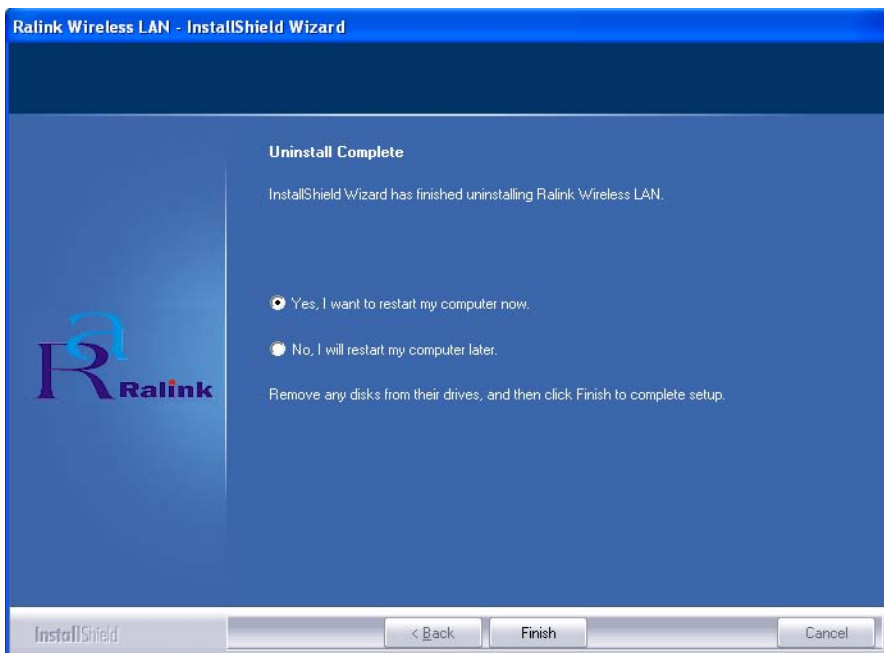 Ralink Wireless LAN - InstallShield Wizard
Uninstall Complete
InstallShield Wizard has finished uninstalling Ralink Wireless LAN.
Yes, I want to restart my computer now.
No, I will restart my computer later.
Ra
Ralink
Remove any disks from their drives, and then click Finish to complete setup.
InstallShield
< Back
Finish
Cancel